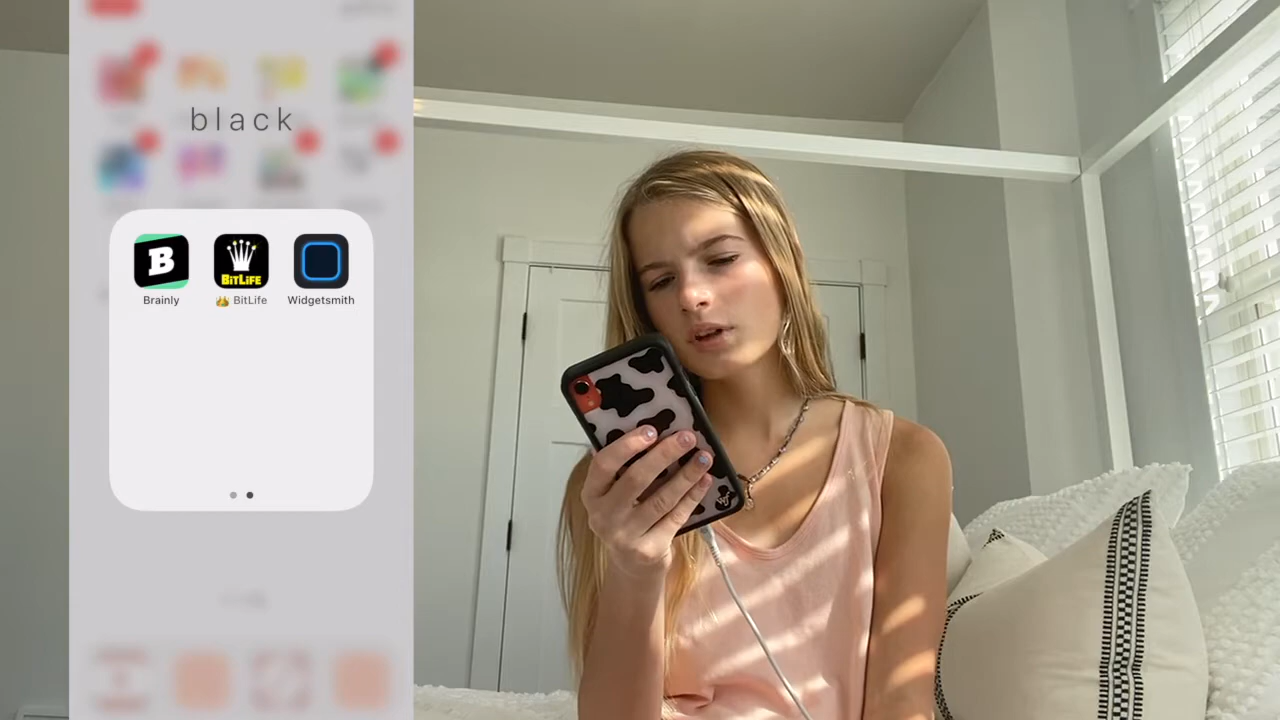 black
B
BITLIFE
Brainly
👑 BitLife
Widgetsmith